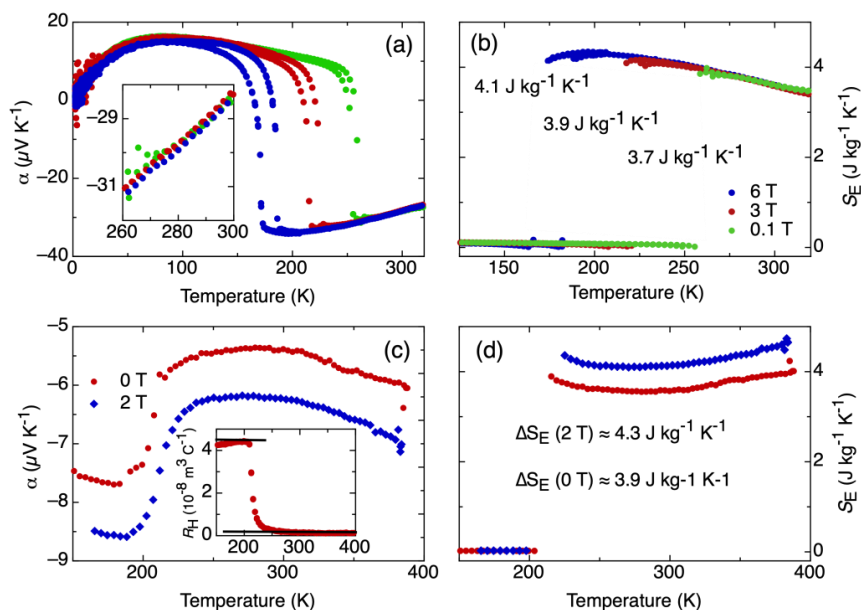 (a)
α (μV K⁻¹)
20
0
−20
−40
0
100
200
300
Temperature (K)
−29
−31
260
280
300
(b)
4.1 J kg⁻¹ K⁻¹
3.9 J kg⁻¹ K⁻¹
3.7 J kg⁻¹ K⁻¹
6 T
3 T
0.1 T
4
2
0
S_E (J kg⁻¹ K⁻¹)
150
200
250
300
Temperature (K)
(c)
α (μV K⁻¹)
−5
−6
−7
−8
−9
0 T
2 T
R_H (10⁻⁸ m³ C⁻¹)
4
2
0
200
300
400
150
200
250
300
350
400
Temperature (K)
(d)
ΔS_E (2 T) ≈ 4.3 J kg⁻¹ K⁻¹
ΔS_E (0 T) ≈ 3.9 J kg-1 K-1
4
2
0
S_E (J kg⁻¹ K⁻¹)
200
300
400
Temperature (K)